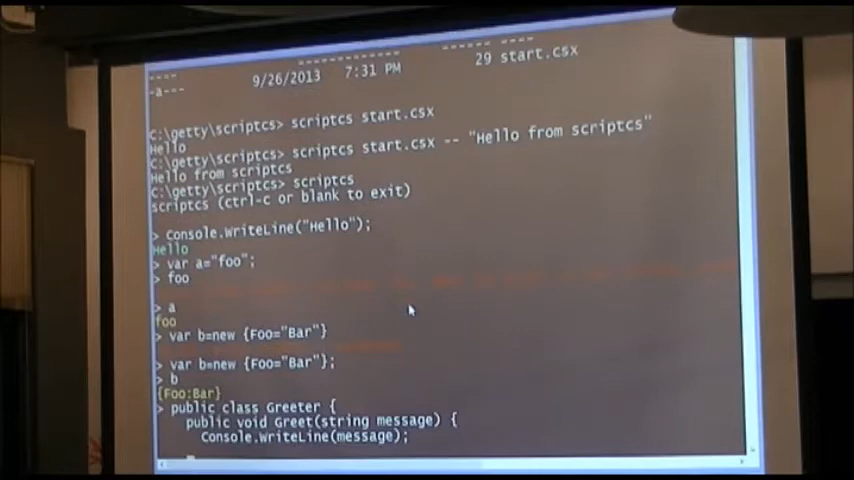 ---- ------------- ------ ----
-a--- 9/26/2013 7:31 PM 29 start.csx
C:\getty\scriptcs> scriptcs start.csx
Hello
C:\getty\scriptcs> scriptcs start.csx -- "Hello from scriptcs"
Hello from scriptcs
C:\getty\scriptcs> scriptcs
scriptcs (ctrl-c or blank to exit)
> Console.WriteLine("Hello");
Hello
> var a="foo";
> foo
> a
foo
> var b=new {Foo="Bar"}
> var b=new {Foo="Bar"};
> b
{Foo:Bar}
> public class Greeter {
public void Greet(string message) {
Console.WriteLine(message);